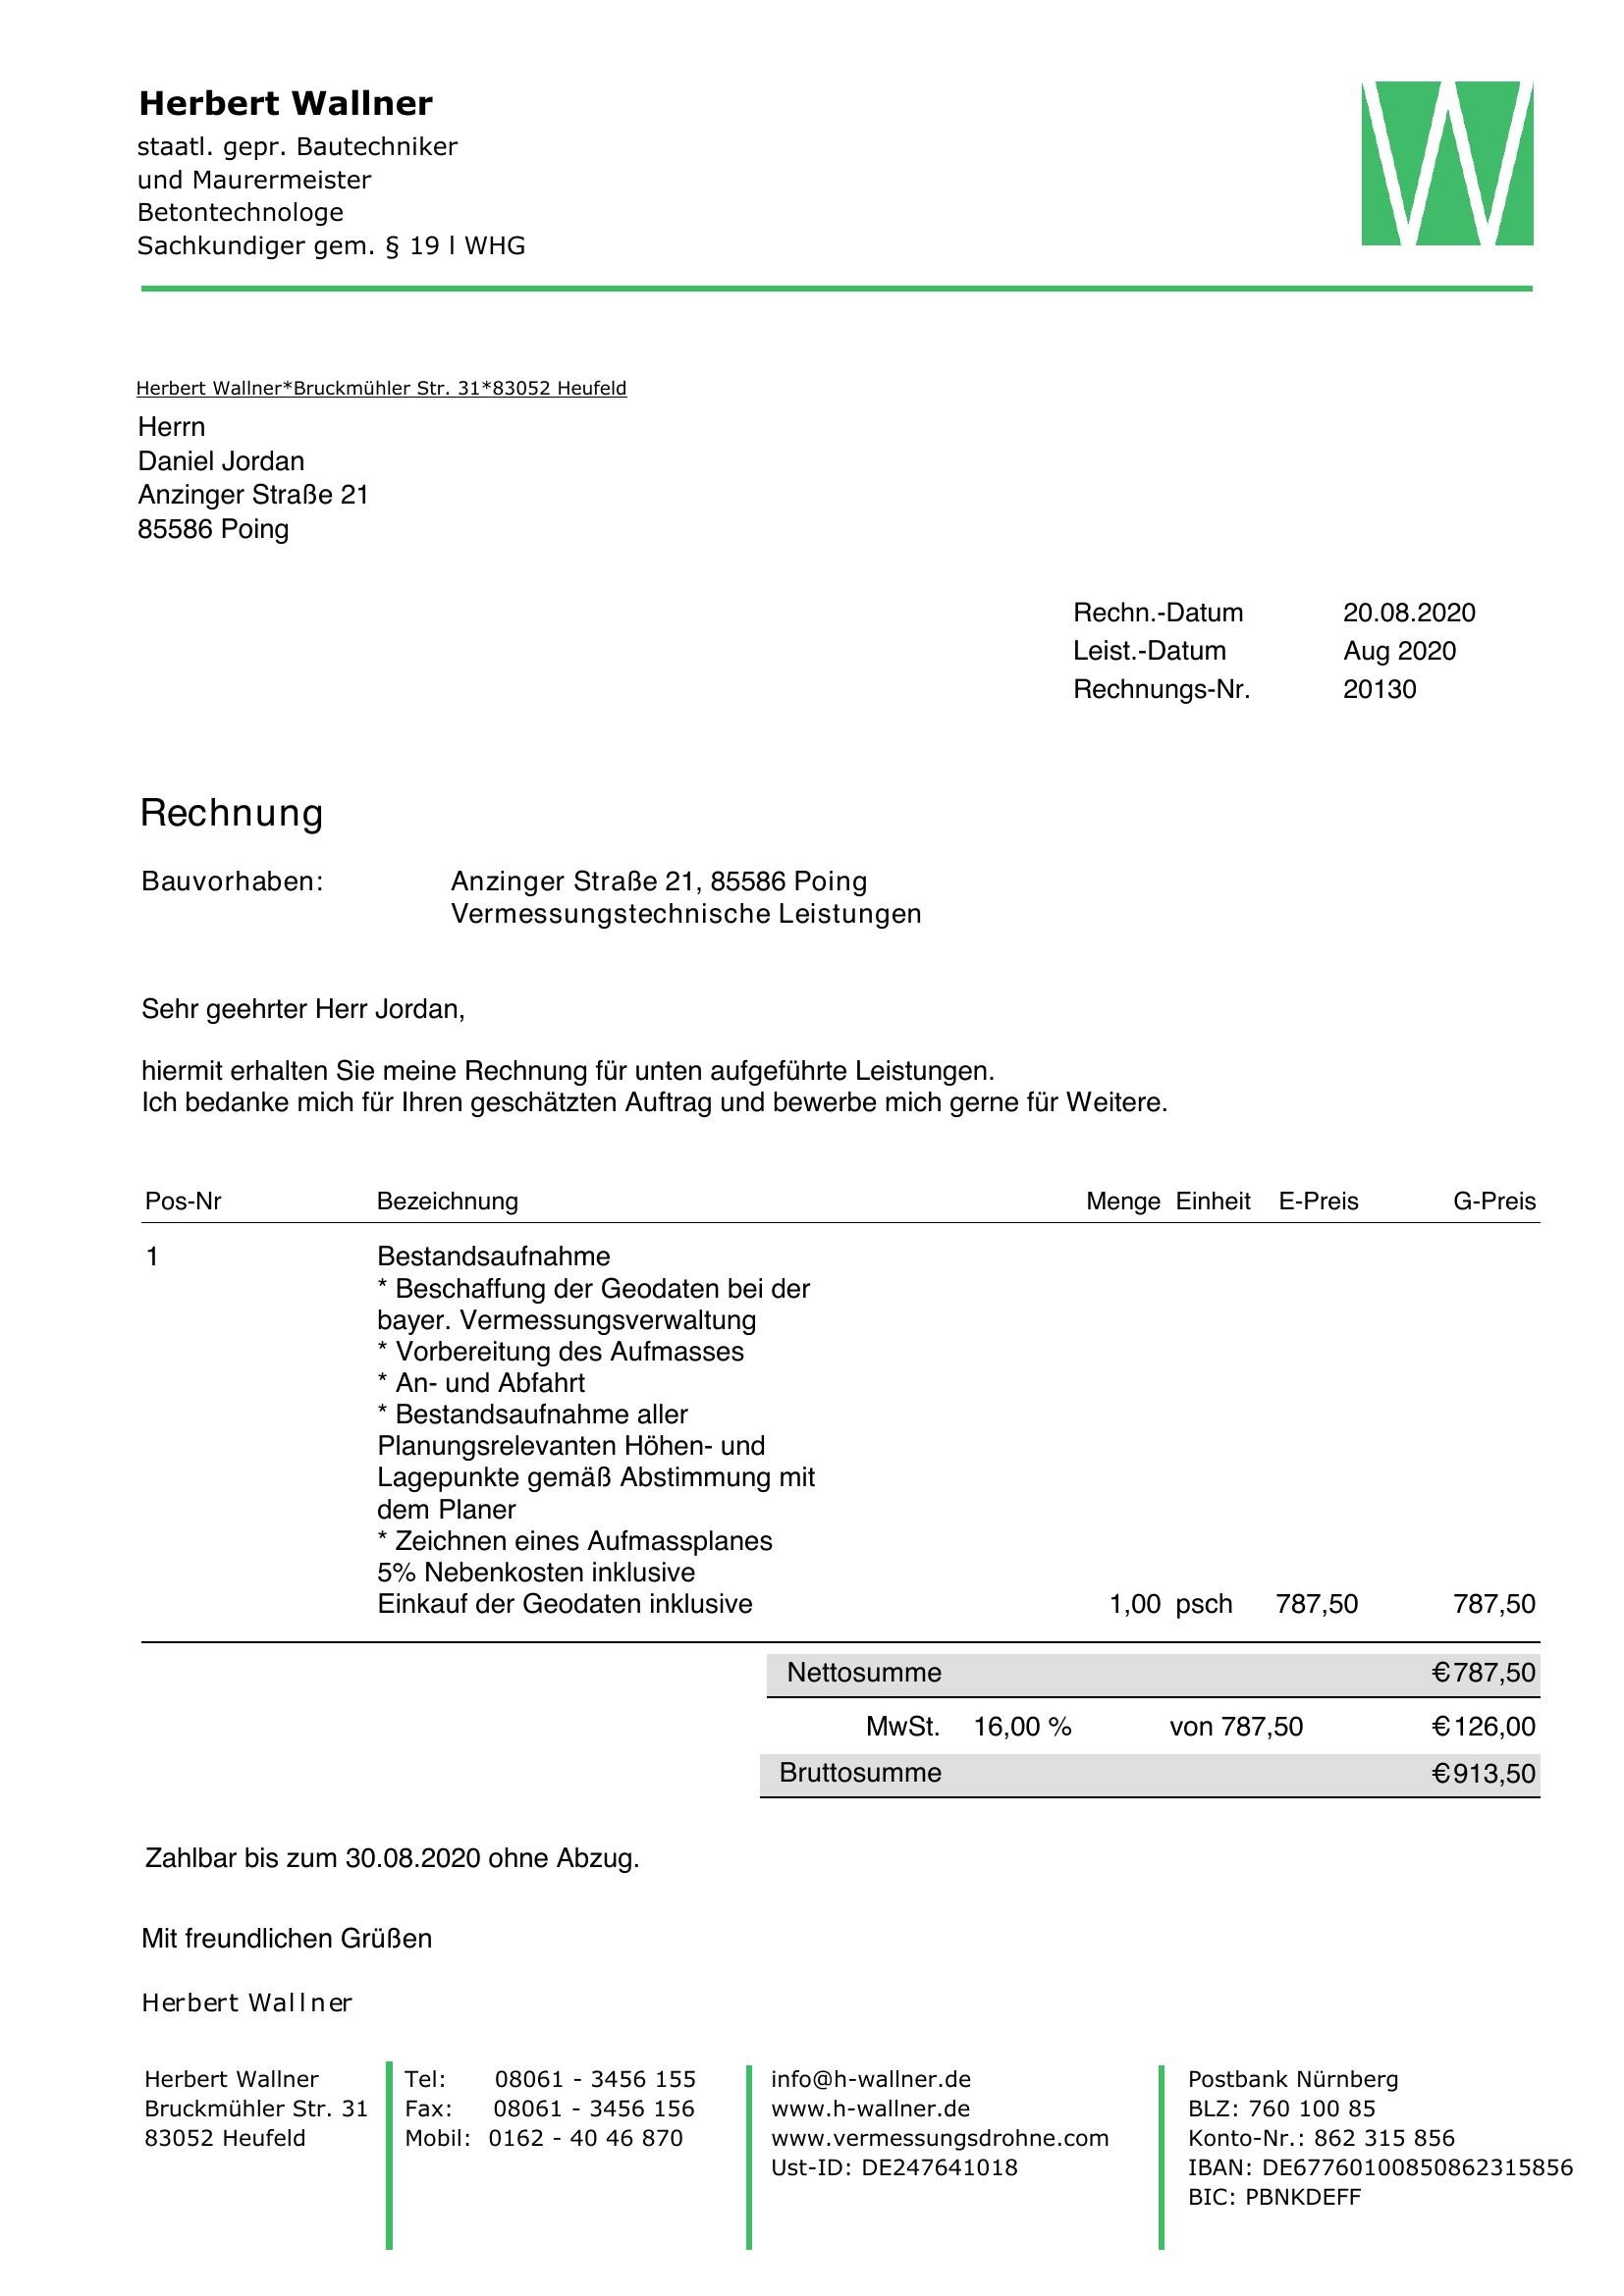 Herbert Wallner
staatl. gepr. Bautechniker
und Maurermeister
Betontechnologe
Sachkundiger gem. § 19 l WHG
W
Herbert Wallner*Bruckmühler Str. 31*83052 Heufeld
Herrn
Daniel Jordan
Anzinger Straße 21
85586 Poing
Rechn.-Datum 20.08.2020
Leist.-Datum Aug 2020
Rechnungs-Nr. 20130
Rechnung
Bauvorhaben: Anzinger Straße 21, 85586 Poing
Vermessungstechnische Leistungen
Sehr geehrter Herr Jordan,
hiermit erhalten Sie meine Rechnung für unten aufgeführte Leistungen.
Ich bedanke mich für Ihren geschätzten Auftrag und bewerbe mich gerne für Weitere.
Pos-Nr Bezeichnung Menge Einheit E-Preis G-Preis
1 Bestandsaufnahme
* Beschaffung der Geodaten bei der
bayer. Vermessungsverwaltung
* Vorbereitung des Aufmasses
* An- und Abfahrt
* Bestandsaufnahme aller
Planungsrelevanten Höhen- und
Lagepunkte gemäß Abstimmung mit
dem Planer
* Zeichnen eines Aufmassplanes
5% Nebenkosten inklusive
Einkauf der Geodaten inklusive 1,00 psch 787,50 787,50
Nettosumme €787,50
MwSt. 16,00 % von 787,50 €126,00
Bruttosumme €913,50
Zahlbar bis zum 30.08.2020 ohne Abzug.
Mit freundlichen Grüßen
Herbert Wallner
Herbert Wallner
Bruckmühler Str. 31
83052 Heufeld
Tel: 08061 - 3456 155
Fax: 08061 - 3456 156
Mobil: 0162 - 40 46 870
info@h-wallner.de
www.h-wallner.de
www.vermessungsdrohne.com
Ust-ID: DE247641018
Postbank Nürnberg
BLZ: 760 100 85
Konto-Nr.: 862 315 856
IBAN: DE67760100850862315856
BIC: PBNKDEFF